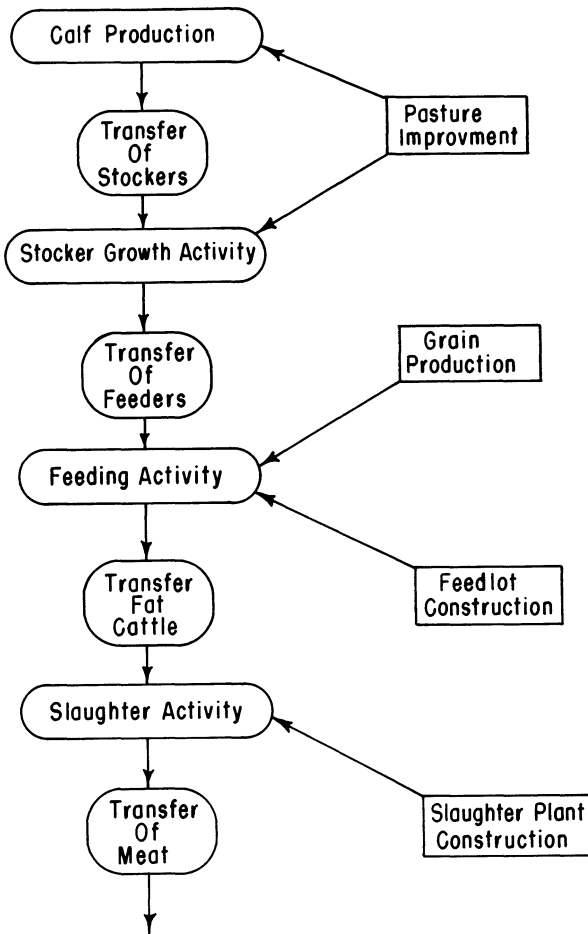 Calf Production
Pasture
Improvment
Transfer
Of
Stockers
Stocker Growth Activity
Grain
Production
Transfer
Of
Feeders
Feeding Activity
Feedlot
Construction
Transfer
Fat
Cattle
Slaughter Activity
Slaughter Plant
Construction
Transfer
Of
Meat